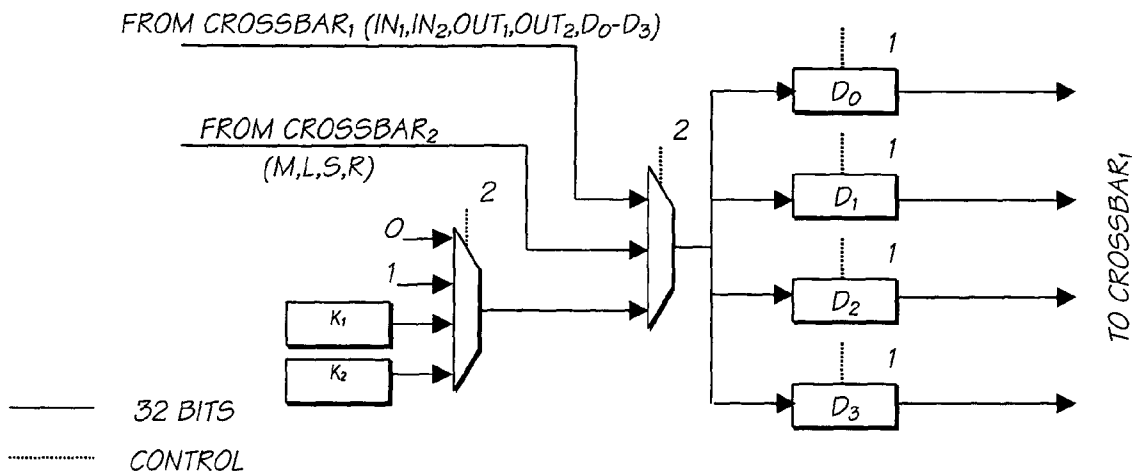 FROM CROSSBAR₁ (IN₁,IN₂,OUT₁,OUT₂,D₀-D₃)
1
D₀
FROM CROSSBAR₂
(M,L,S,R)
2
1
D₁
2
0
1
K₁
K₂
1
D₂
1
D₃
TO CROSSBAR₁
32 BITS
CONTROL